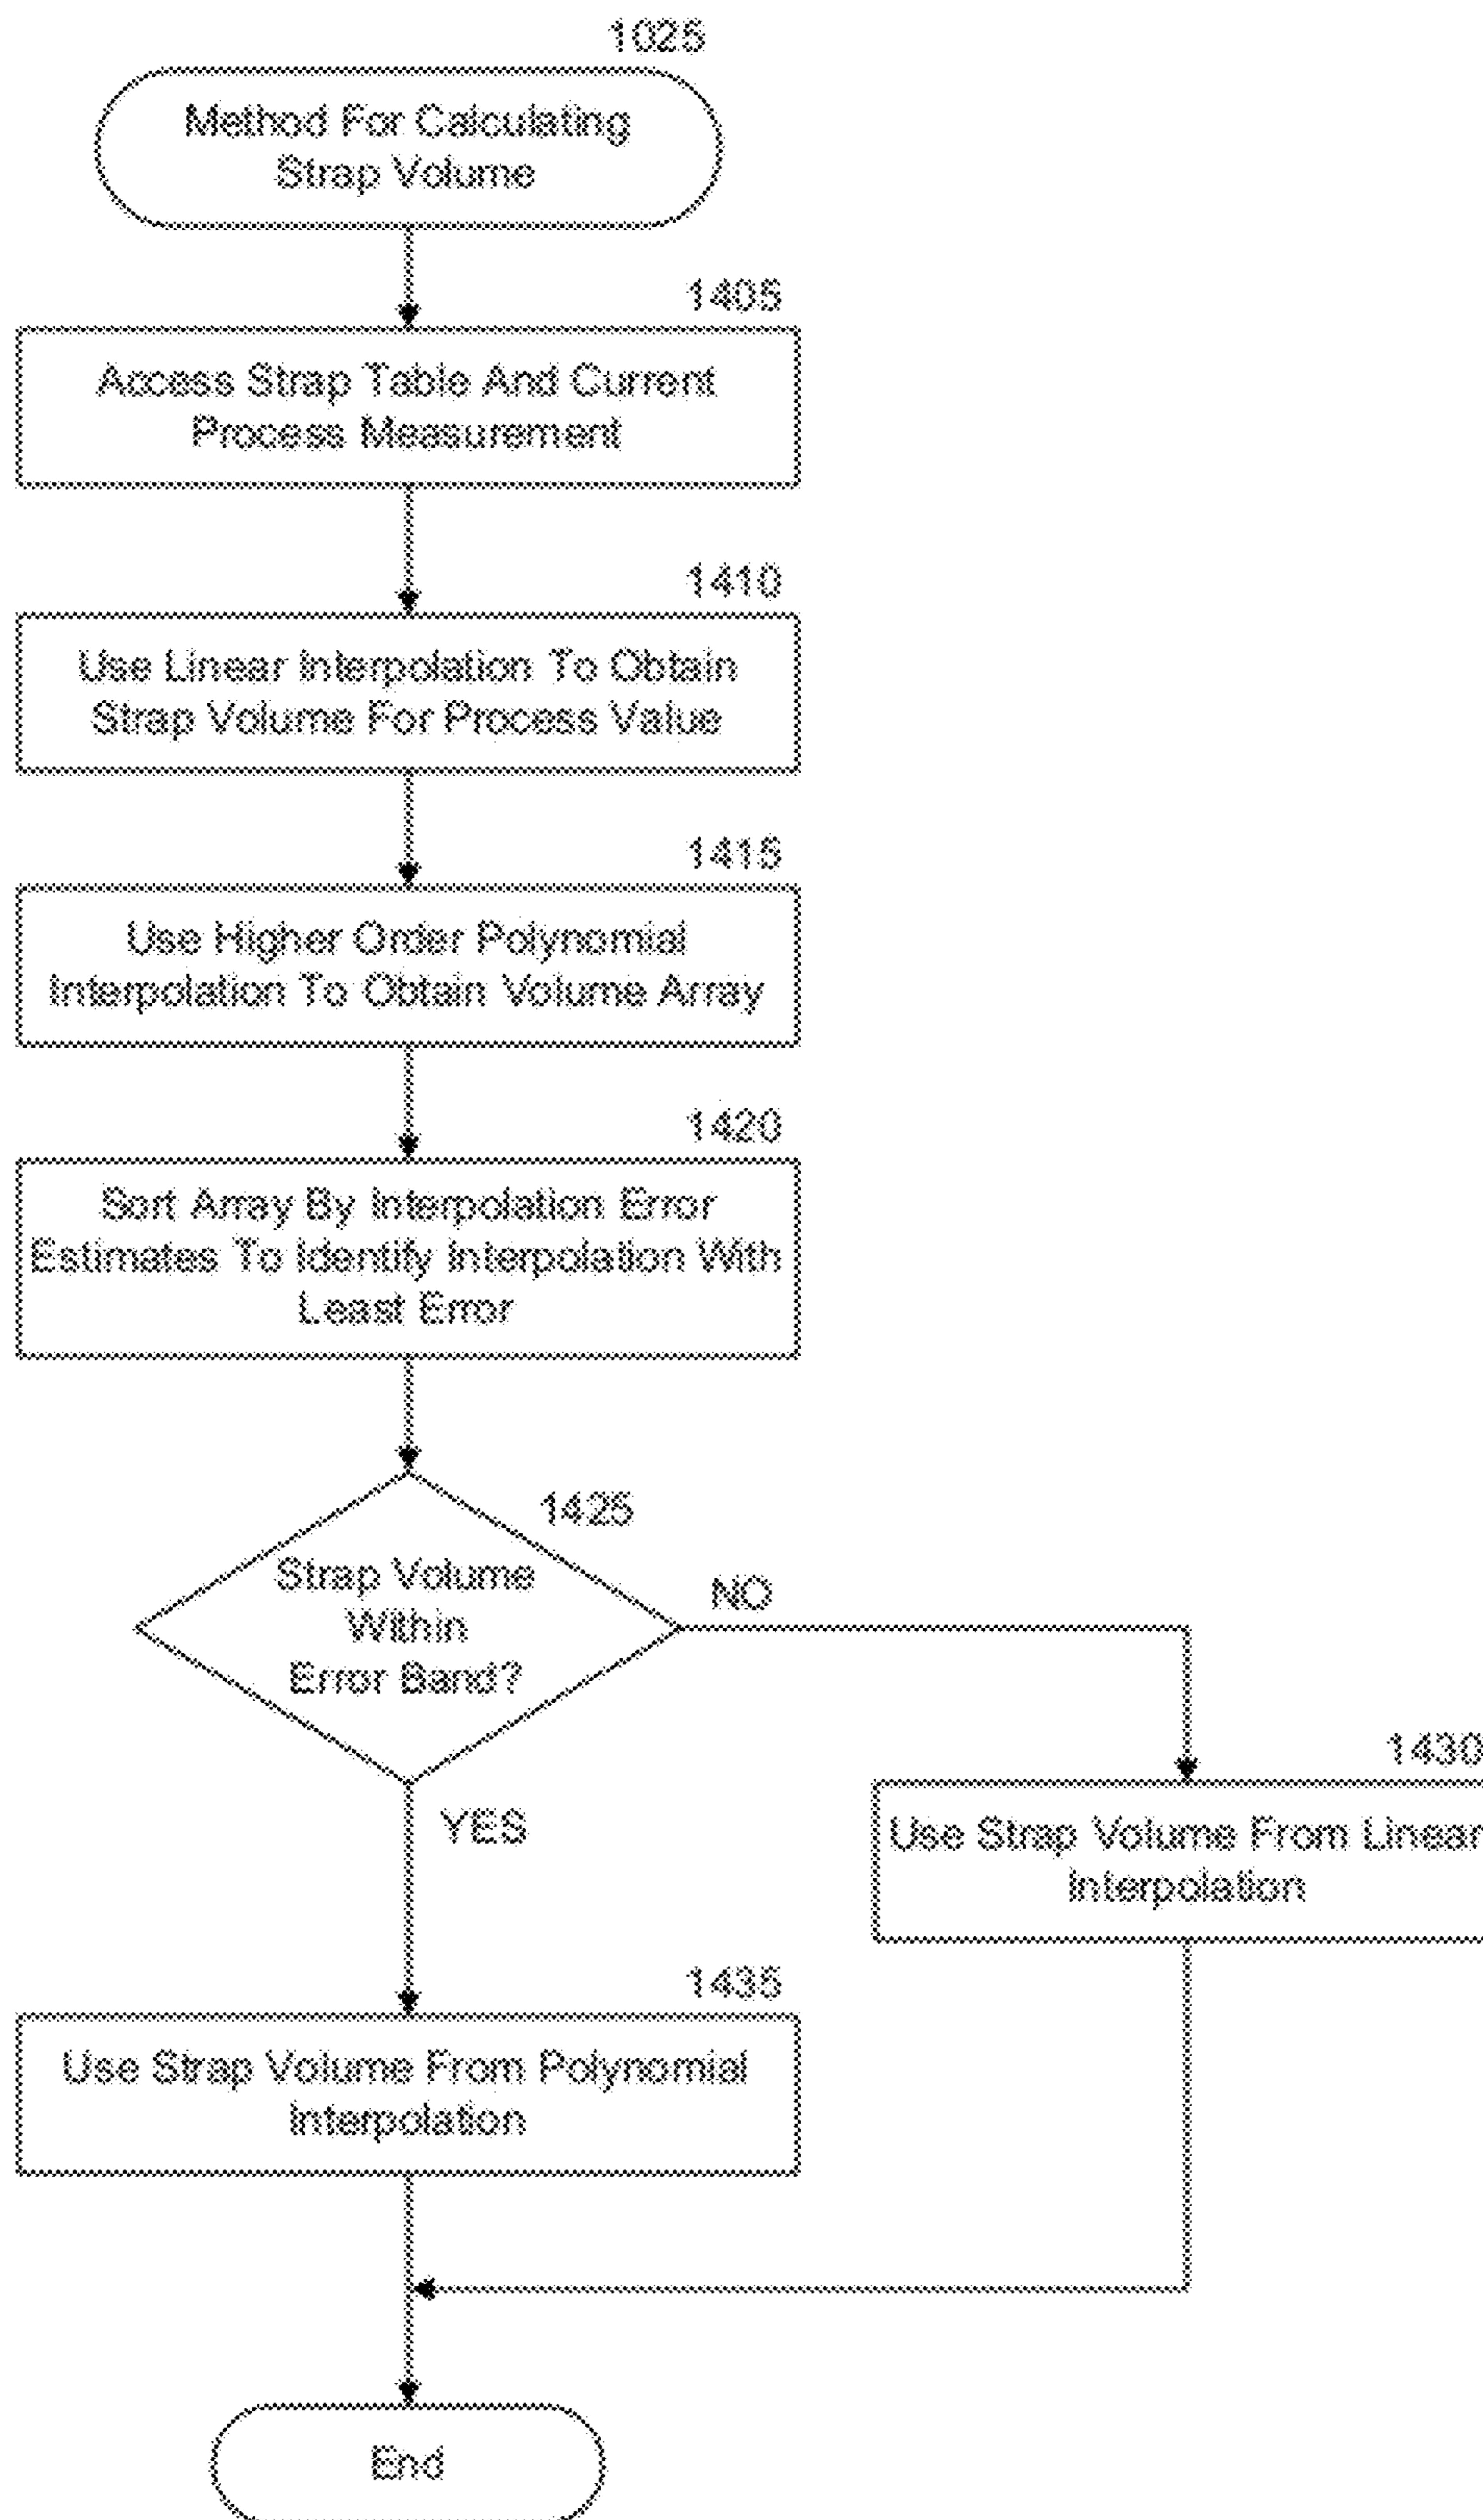 1025
Method For Calculating
Strap Volume
1405
Access Strap Table And Current
Process Measurement
1410
Use Linear Interpolation To Obtain
Strap Volume For Process Value
1415
Use Higher Order Polynomial
Interpolation To Obtain Volume Array
1420
Sort Array By Interpolation Error
Estimates To Identify Interpolation With
Least Error
1425
Strap Volume
Within
Error Band?
NO
YES
1430
Use Strap Volume From Linear
Interpolation
1435
Use Strap Volume From Polynomial
Interpolation
End